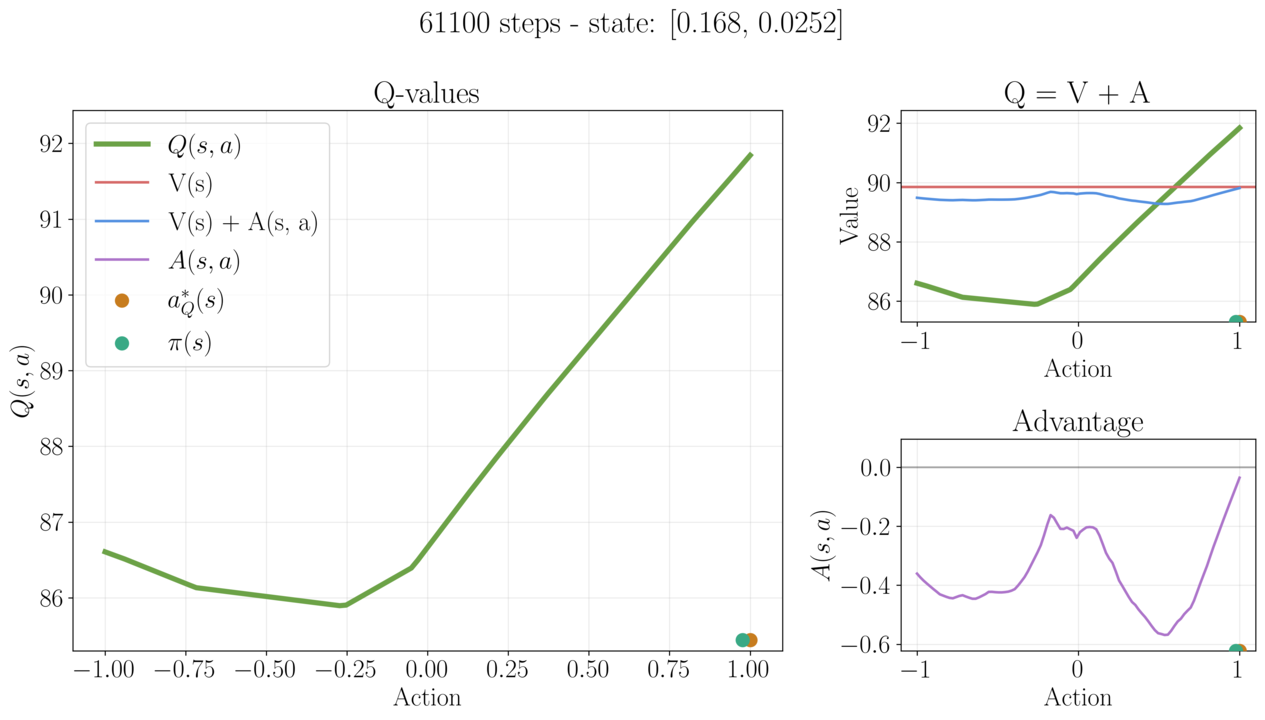 61100 steps - state: [0.168, 0.0252]
Q-values
Q(s, a)
V(s)
V(s) + A(s, a)
A(s, a)
a*Q(s)
π(s)
92
91
90
89
88
87
86
Q(s, a)
−1.00 −0.75 −0.50 −0.25 0.00 0.25 0.50 0.75 1.00
Action
Q = V + A
92
90
88
86
Value
−1 0 1
Action
Advantage
0.0
−0.2
−0.4
−0.6
A(s, a)
−1 0 1
Action